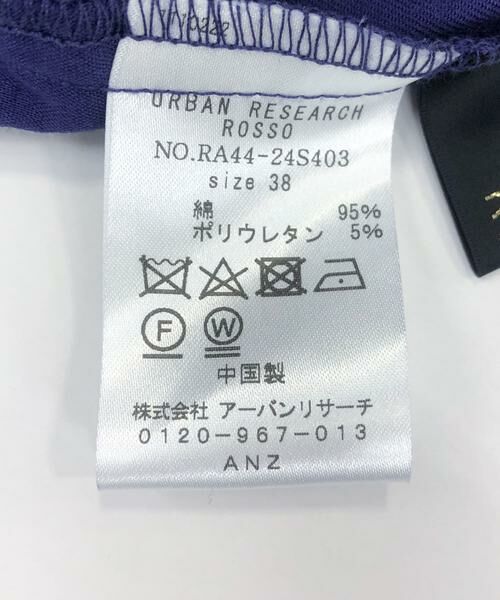 1710222
URBAN RESEARCH
ROSSO
NO.RA44-24S403
size 38
綿 95%
ポリウレタン 5%
F W
中国製
株式会社 アーバンリサーチ
0120-967-013
ANZ